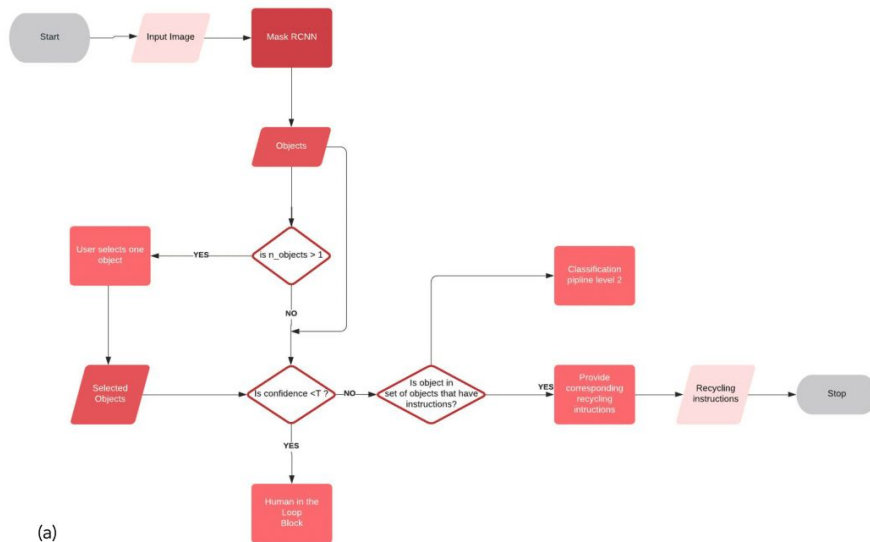 Start
Input Image
Mask RCNN
Objects
is n_objects > 1
YES
User selects one
object
NO
Selected
Objects
Is confidence <T ?
NO
Is object in
set of objects that have
instructions?
Classification
pipline level 2
YES
Provide
corresponding
recycling
intructions
Recycling
instructions
Stop
YES
Human in the
Loop
Block
(a)